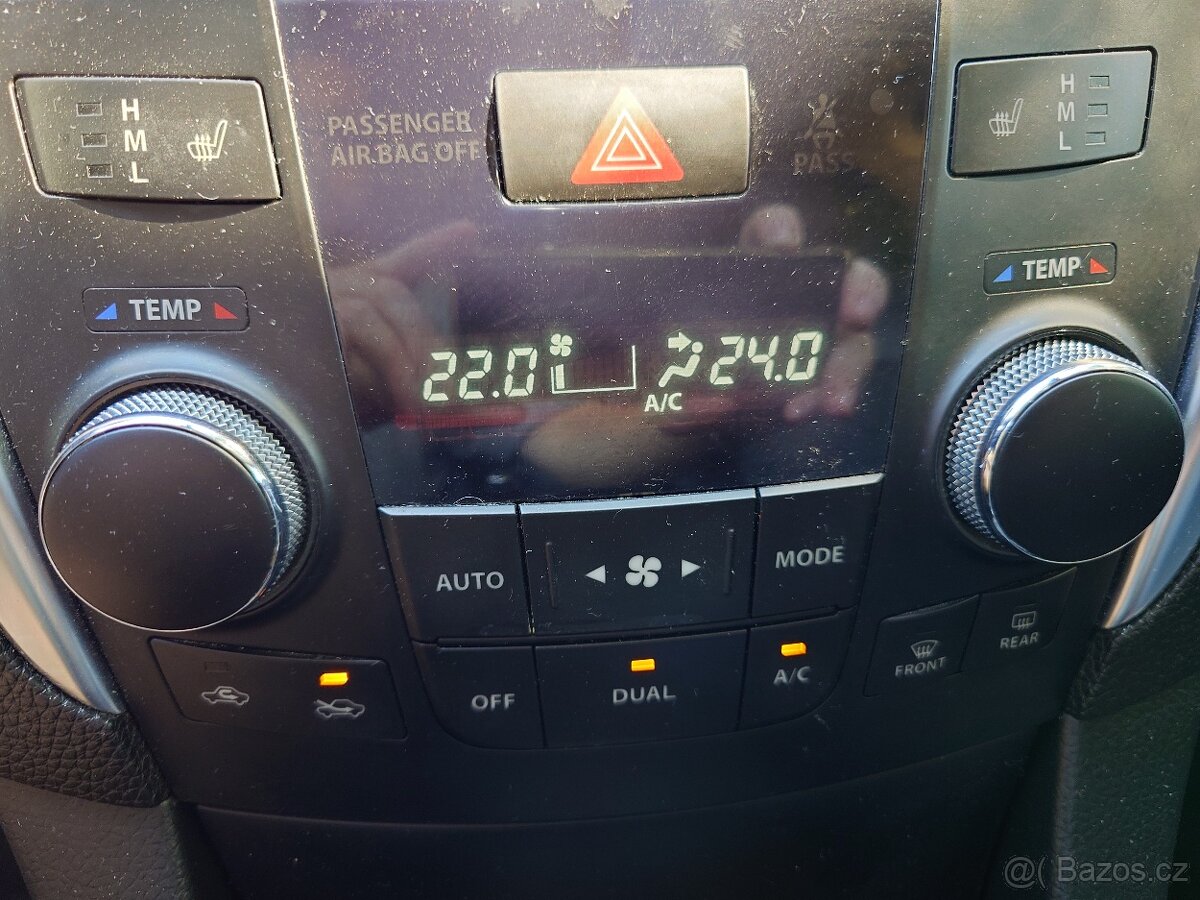 H
M
L
PASSENGER
AIR BAG OFF
PASS
H
M
L
TEMP
TEMP
22.0
24.0
A/C
AUTO
MODE
OFF
DUAL
A/C
FRONT
REAR
@( Bazos.cz